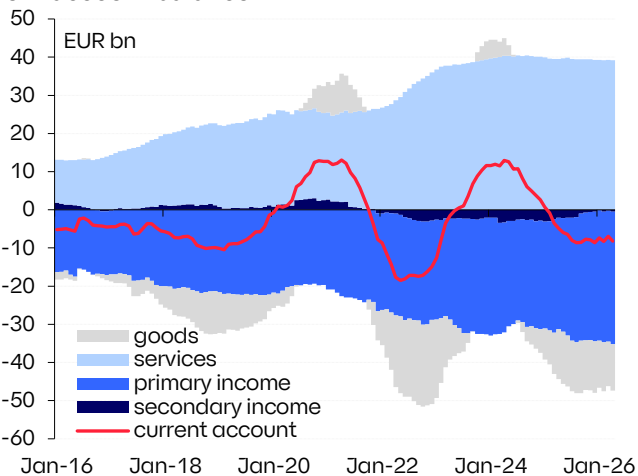 50
EUR bn
40
30
20
10
0
-10
-20
-30
-40
-50
-60
goods
services
primary income
secondary income
current account
Jan-16 Jan-18 Jan-20 Jan-22 Jan-24 Jan-26